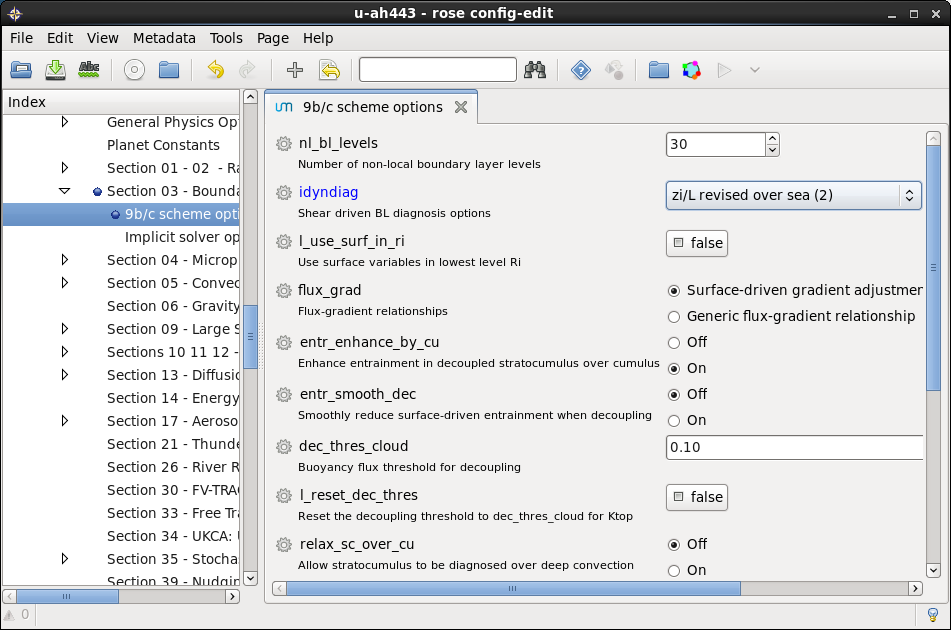 u-ah443 - rose config-edit
File Edit View Metadata Tools Page Help
Abc
Index
General Physics Op
Planet Constants
Section 01 - 02 - Ra
Section 03 - Bounda
9b/c scheme opti
Implicit solver op
Section 04 - Microp
Section 05 - Convec
Section 06 - Gravity
Section 09 - Large S
Sections 10 11 12 -
Section 13 - Diffusio
Section 14 - Energy
Section 17 - Aeroso
Section 21 - Thunde
Section 26 - River R
Section 30 - FV-TRA
Section 33 - Free Tra
Section 34 - UKCA: U
Section 35 - Stocha
Section 39 - Nudgin
0
um 9b/c scheme options
nl_bl_levels
30
Number of non-local boundary layer levels
idyndiag
zi/L revised over sea (2)
Shear driven BL diagnosis options
l_use_surf_in_ri
false
Use surface variables in lowest level Ri
flux_grad
Surface-driven gradient adjustmen
Flux-gradient relationships
Generic flux-gradient relationship
entr_enhance_by_cu
Off
Enhance entrainment in decoupled stratocumulus over cumulus
On
entr_smooth_dec
Off
Smoothly reduce surface-driven entrainment when decoupling
On
dec_thres_cloud
0.10
Buoyancy flux threshold for decoupling
l_reset_dec_thres
false
Reset the decoupling threshold to dec_thres_cloud for Ktop
relax_sc_over_cu
Off
Allow stratocumulus to be diagnosed over deep convection
On